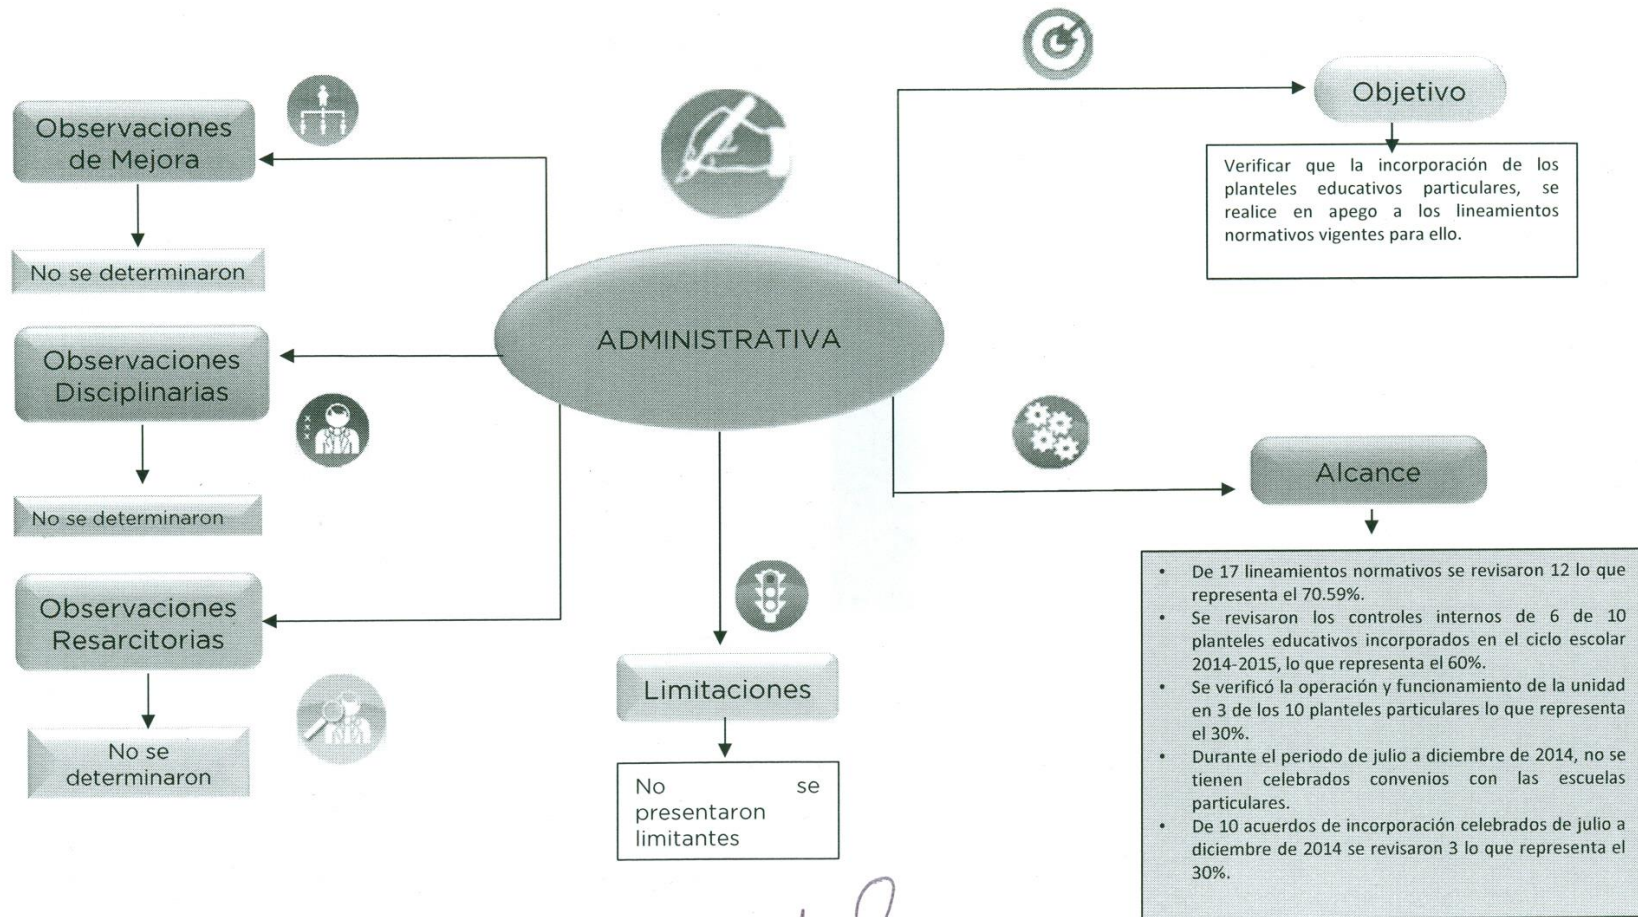 Observaciones
de Mejora
No se determinaron
Observaciones
Disciplinarias
No se determinaron
Observaciones
Resarcitorias
No se
determinaron
ADMINISTRATIVA
Limitaciones
No se
presentaron
limitantes
Objetivo
Verificar que la incorporación de los
planteles educativos particulares, se
realice en apego a los lineamientos
normativos vigentes para ello.
Alcance
• De 17 lineamientos normativos se revisaron 12 lo que
representa el 70.59%.
• Se revisaron los controles internos de 6 de 10
planteles educativos incorporados en el ciclo escolar
2014-2015, lo que representa el 60%.
• Se verificó la operación y funcionamiento de la unidad
en 3 de los 10 planteles particulares lo que representa
el 30%.
• Durante el periodo de julio a diciembre de 2014, no se
tienen celebrados convenios con las escuelas
particulares.
• De 10 acuerdos de incorporación celebrados de julio a
diciembre de 2014 se revisaron 3 lo que representa el
30%.